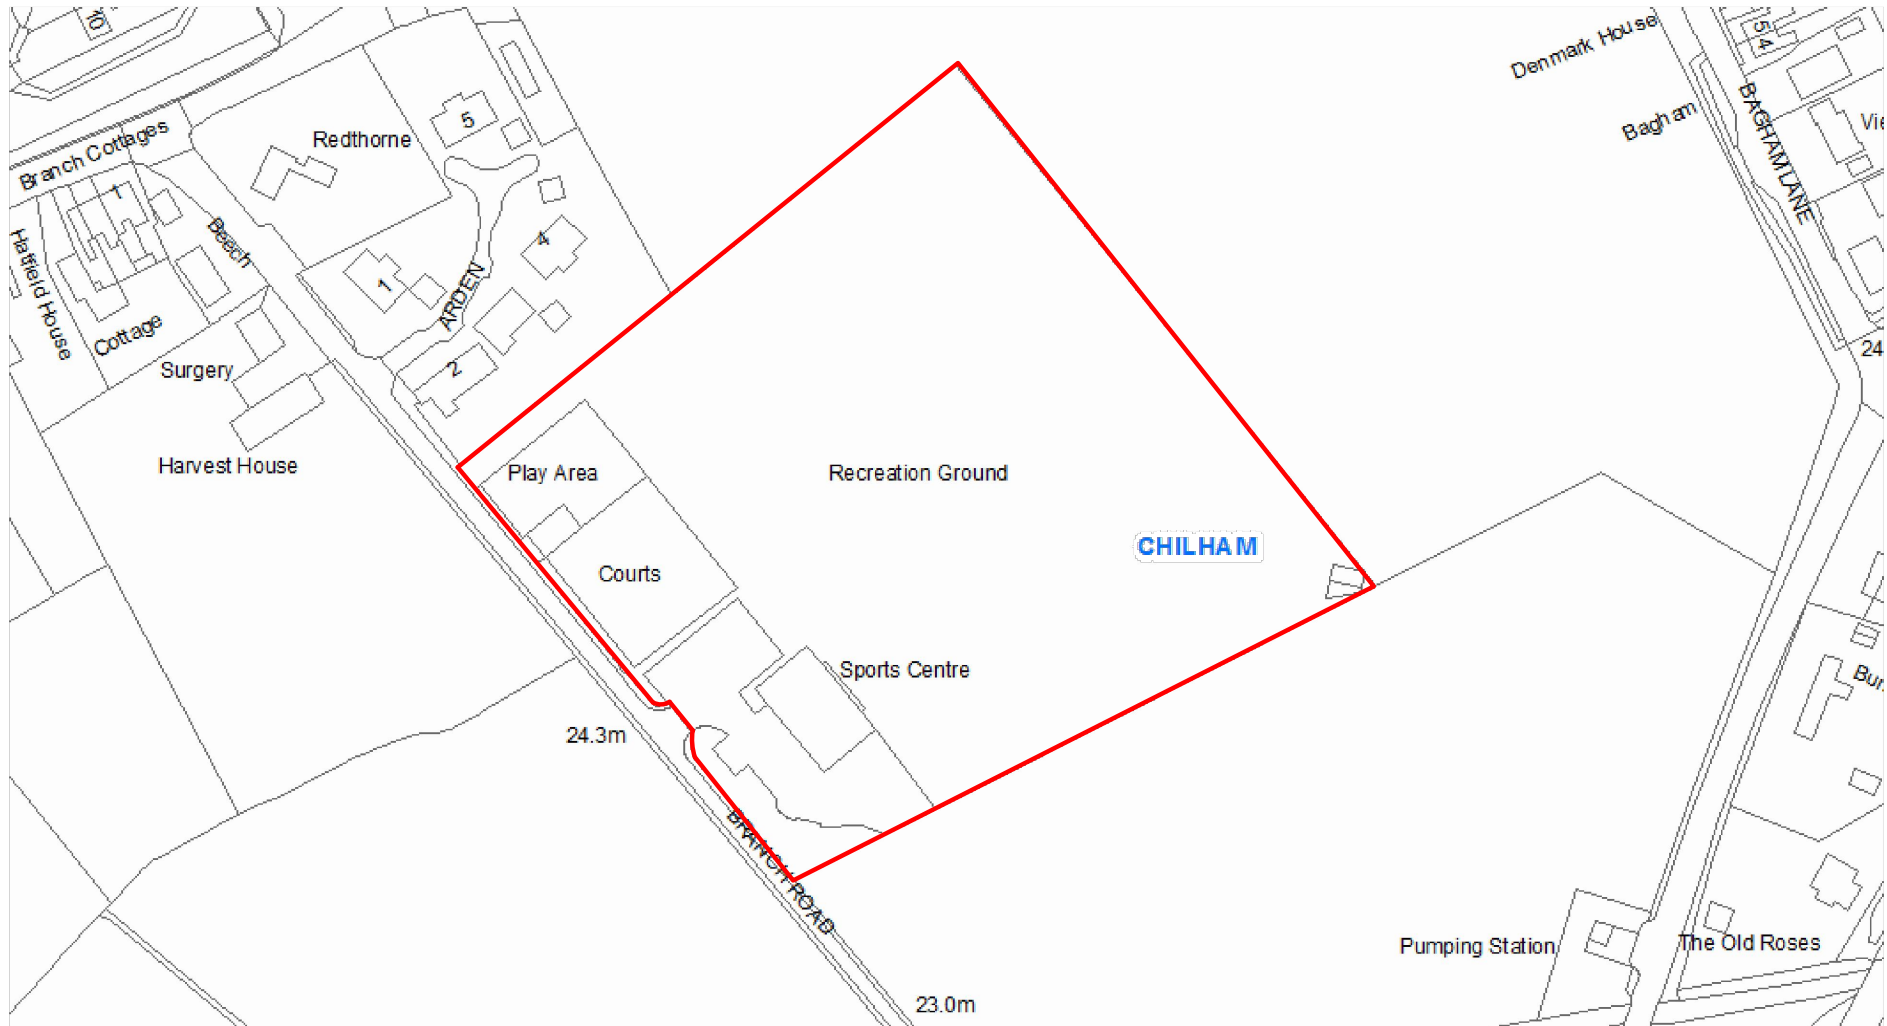 10
Denmark House
54
BAGHAM LANE
Bagham
Redthorne
5
Branch Cottages
1
Beech
4
Hatfield House
1
ARDEN
Cottage
24
Surgery
2
Harvest House
Play Area
Recreation Ground
CHILHAM
Courts
Sports Centre
24.3m
BRANCH ROAD
Pumping Station
The Old Roses
23.0m